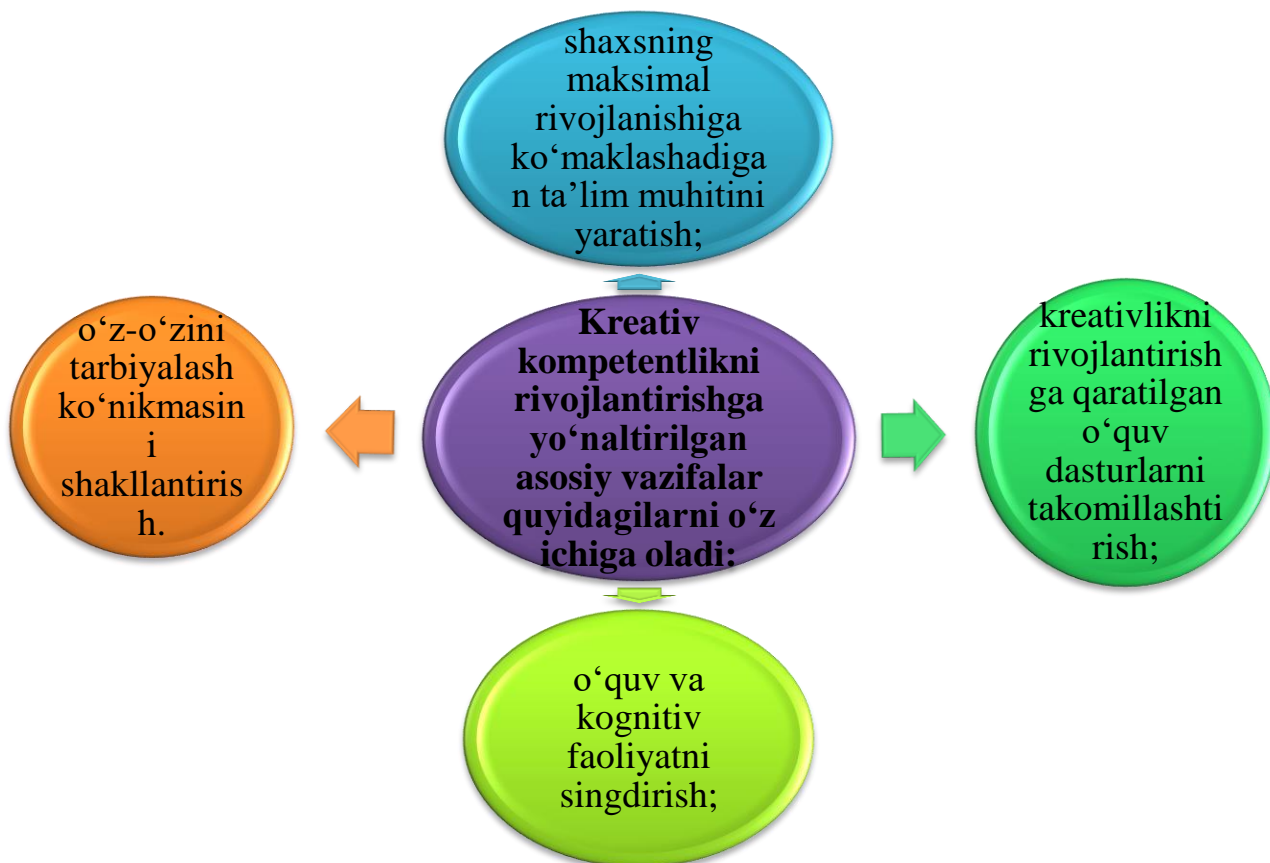 shaxsning
maksimal
rivojlanishiga
ko‘maklashadiga
n ta’lim muhitini
yaratish;
Kreativ
kompetentlikni
rivojlantirishga
yo‘naltirilgan
asosiy vazifalar
quyidagilarni o‘z
ichiga oladi:
kreativlikni
rivojlantirish
ga qaratilgan
o‘quv
dasturlarni
takomillashti
rish;
o‘quv va
kognitiv
faoliyatni
singdirish;
o‘z-o‘zini
tarbiyalash
ko‘nikmasin
i
shakllantiris
h.